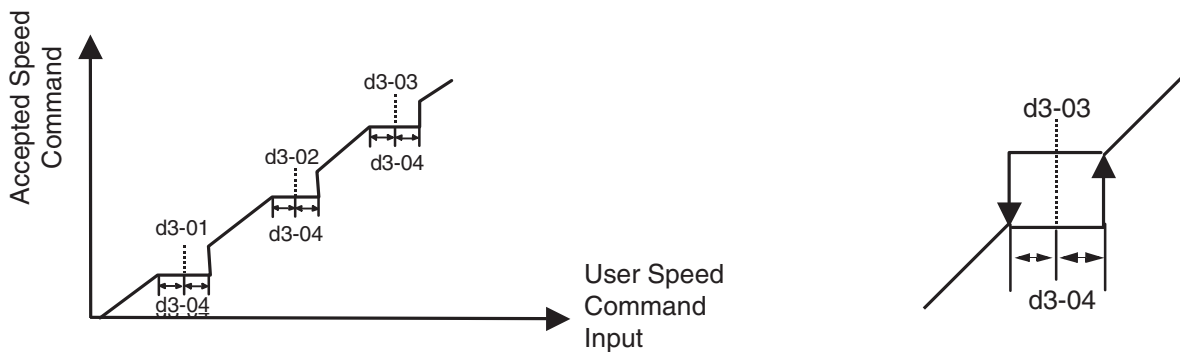 Accepted Speed
Command
d3-03
d3-04
d3-02
d3-04
d3-01
d3-04
User Speed
Command
Input
d3-03
d3-04